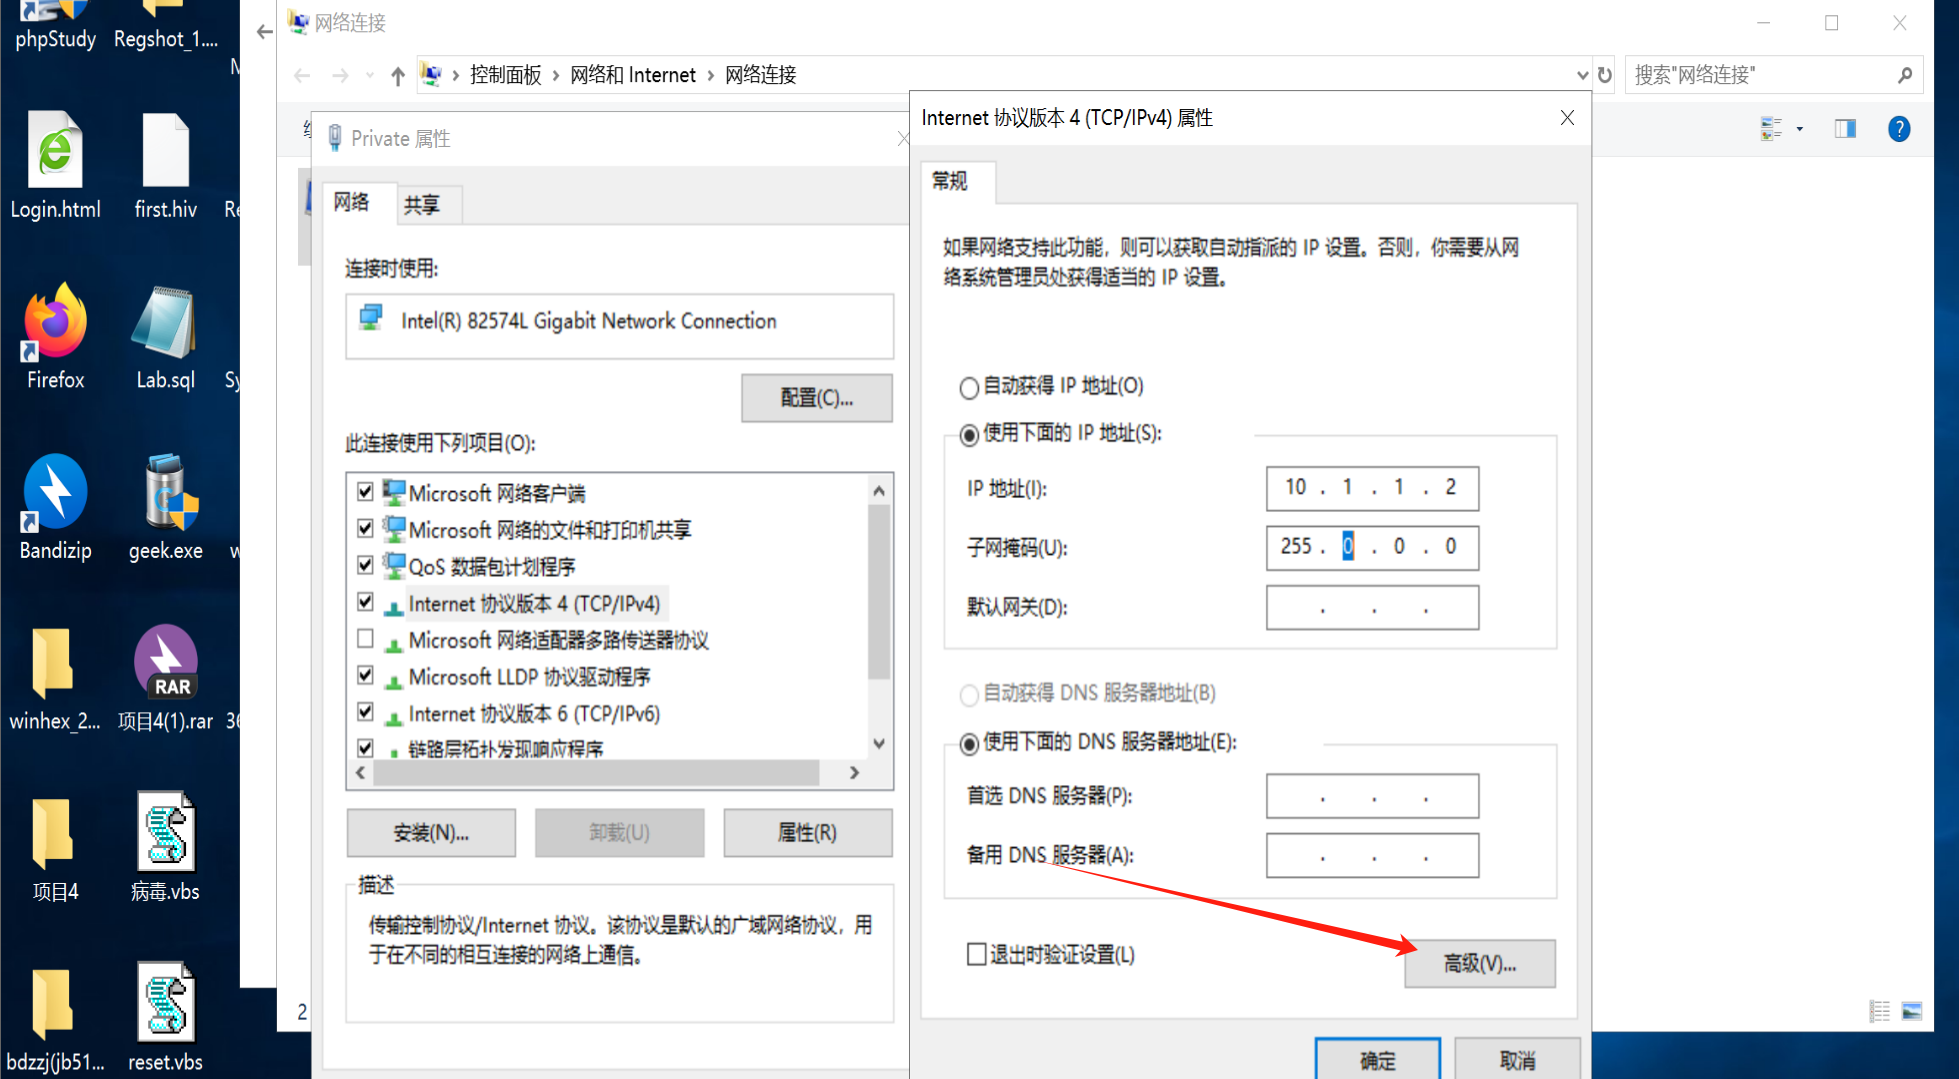 phpStudy
Regshot_1....
M
Login.html
first.hiv
Re
Firefox
Lab.sql
Sy
Bandizip
geek.exe
w
winhex_2...
RAR
项目4(1).rar
36
项目4
病毒.vbs
bdzzj(jb51...
reset.vbs
网络连接
控制面板 › 网络和 Internet › 网络连接
搜索"网络连接"
2
Private 属性
网络
共享
连接时使用:
Intel(R) 82574L Gigabit Network Connection
配置(C)...
此连接使用下列项目(O):
Microsoft 网络客户端
Microsoft 网络的文件和打印机共享
QoS 数据包计划程序
Internet 协议版本 4 (TCP/IPv4)
Microsoft 网络适配器多路传送器协议
Microsoft LLDP 协议驱动程序
Internet 协议版本 6 (TCP/IPv6)
链路层拓扑发现响应程序
安装(N)...
卸载(U)
属性(R)
描述
传输控制协议/Internet 协议。该协议是默认的广域网络协议，用
于在不同的相互连接的网络上通信。
Internet 协议版本 4 (TCP/IPv4) 属性
常规
如果网络支持此功能，则可以获取自动指派的 IP 设置。否则，你需要从网
络系统管理员处获得适当的 IP 设置。
自动获得 IP 地址(O)
使用下面的 IP 地址(S):
IP 地址(I):
10 . 1 . 1 . 2
子网掩码(U):
255 . 0 . 0 . 0
默认网关(D):
. . .
自动获得 DNS 服务器地址(B)
使用下面的 DNS 服务器地址(E):
首选 DNS 服务器(P):
. . .
备用 DNS 服务器(A):
. . .
退出时验证设置(L)
高级(V)...
确定
取消